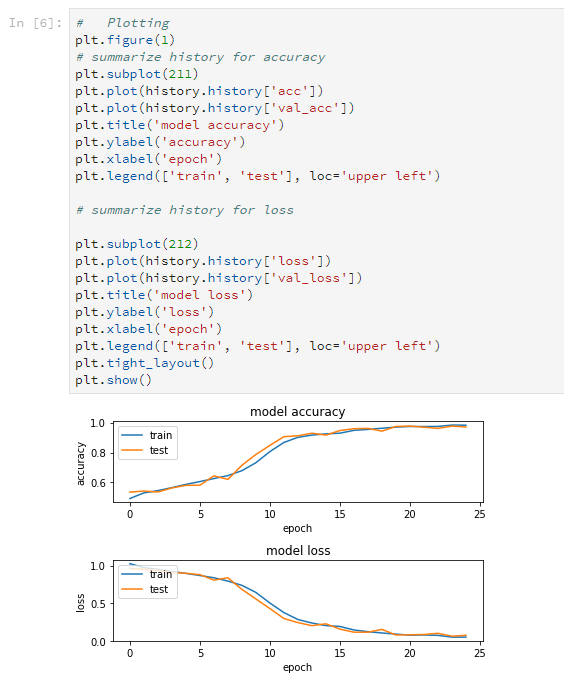 In [6]:
#   Plotting
plt.figure(1)
# summarize history for accuracy
plt.subplot(211)
plt.plot(history.history['acc'])
plt.plot(history.history['val_acc'])
plt.title('model accuracy')
plt.ylabel('accuracy')
plt.xlabel('epoch')
plt.legend(['train', 'test'], loc='upper left')
# summarize history for loss
plt.subplot(212)
plt.plot(history.history['loss'])
plt.plot(history.history['val_loss'])
plt.title('model loss')
plt.ylabel('loss')
plt.xlabel('epoch')
plt.legend(['train', 'test'], loc='upper left')
plt.tight_layout()
plt.show()
model accuracy
accuracy
1.0
0.8
0.6
train
test
0 5 10 15 20 25
epoch
model loss
loss
1.0
0.5
0.0
train
test
0 5 10 15 20 25
epoch